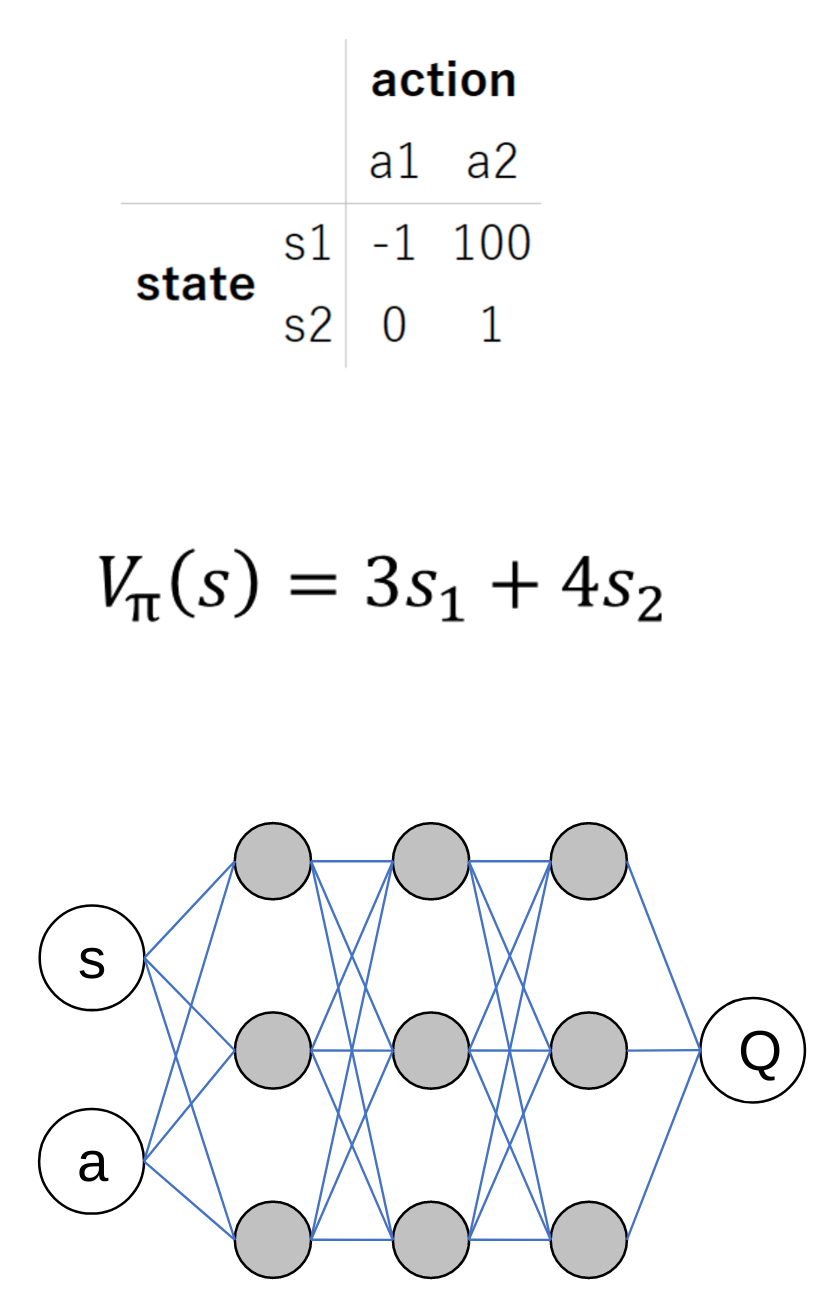 action
a1 a2
s1 -1 100
state
s2 0 1
Vπ(s) = 3s₁ + 4s₂
s
Q
a